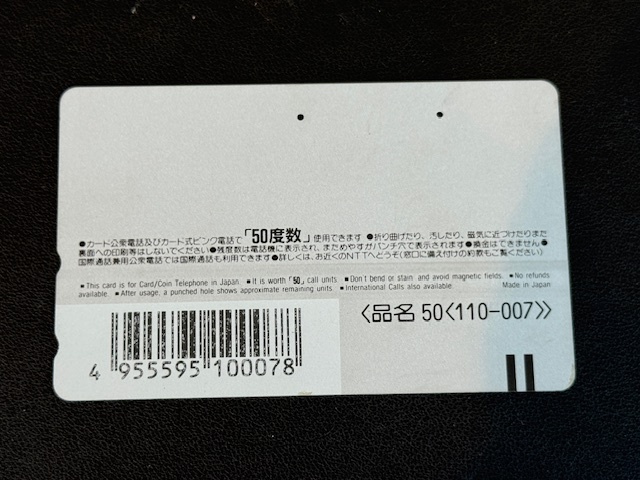 ●カード公衆電話及びカード式ピンク電話で「50度数」使用できます ●折り曲げたり、汚したり、磁気に近づけたりまた
裏面への印刷等はしないでください●残度数は電話機に表示され、まためやすがパンチ穴で表示されます●換金はできません●
国際通話兼用公衆電話では国際通話も利用できます●詳しくは、お近くのNTTへどうぞ(窓口に備え付けの約款もご覧ください)
■This card is for Card/Coin Telephone in Japan. ■It is worth「50」call units ■Don't bend or stain and avoid magnetic fields. ■No refunds
available. ■After usage, a punched hole shows approximate remaining units. ■International Calls also available. Made in Japan
〈品名 50〈110-007〉〉
4 955595 100078